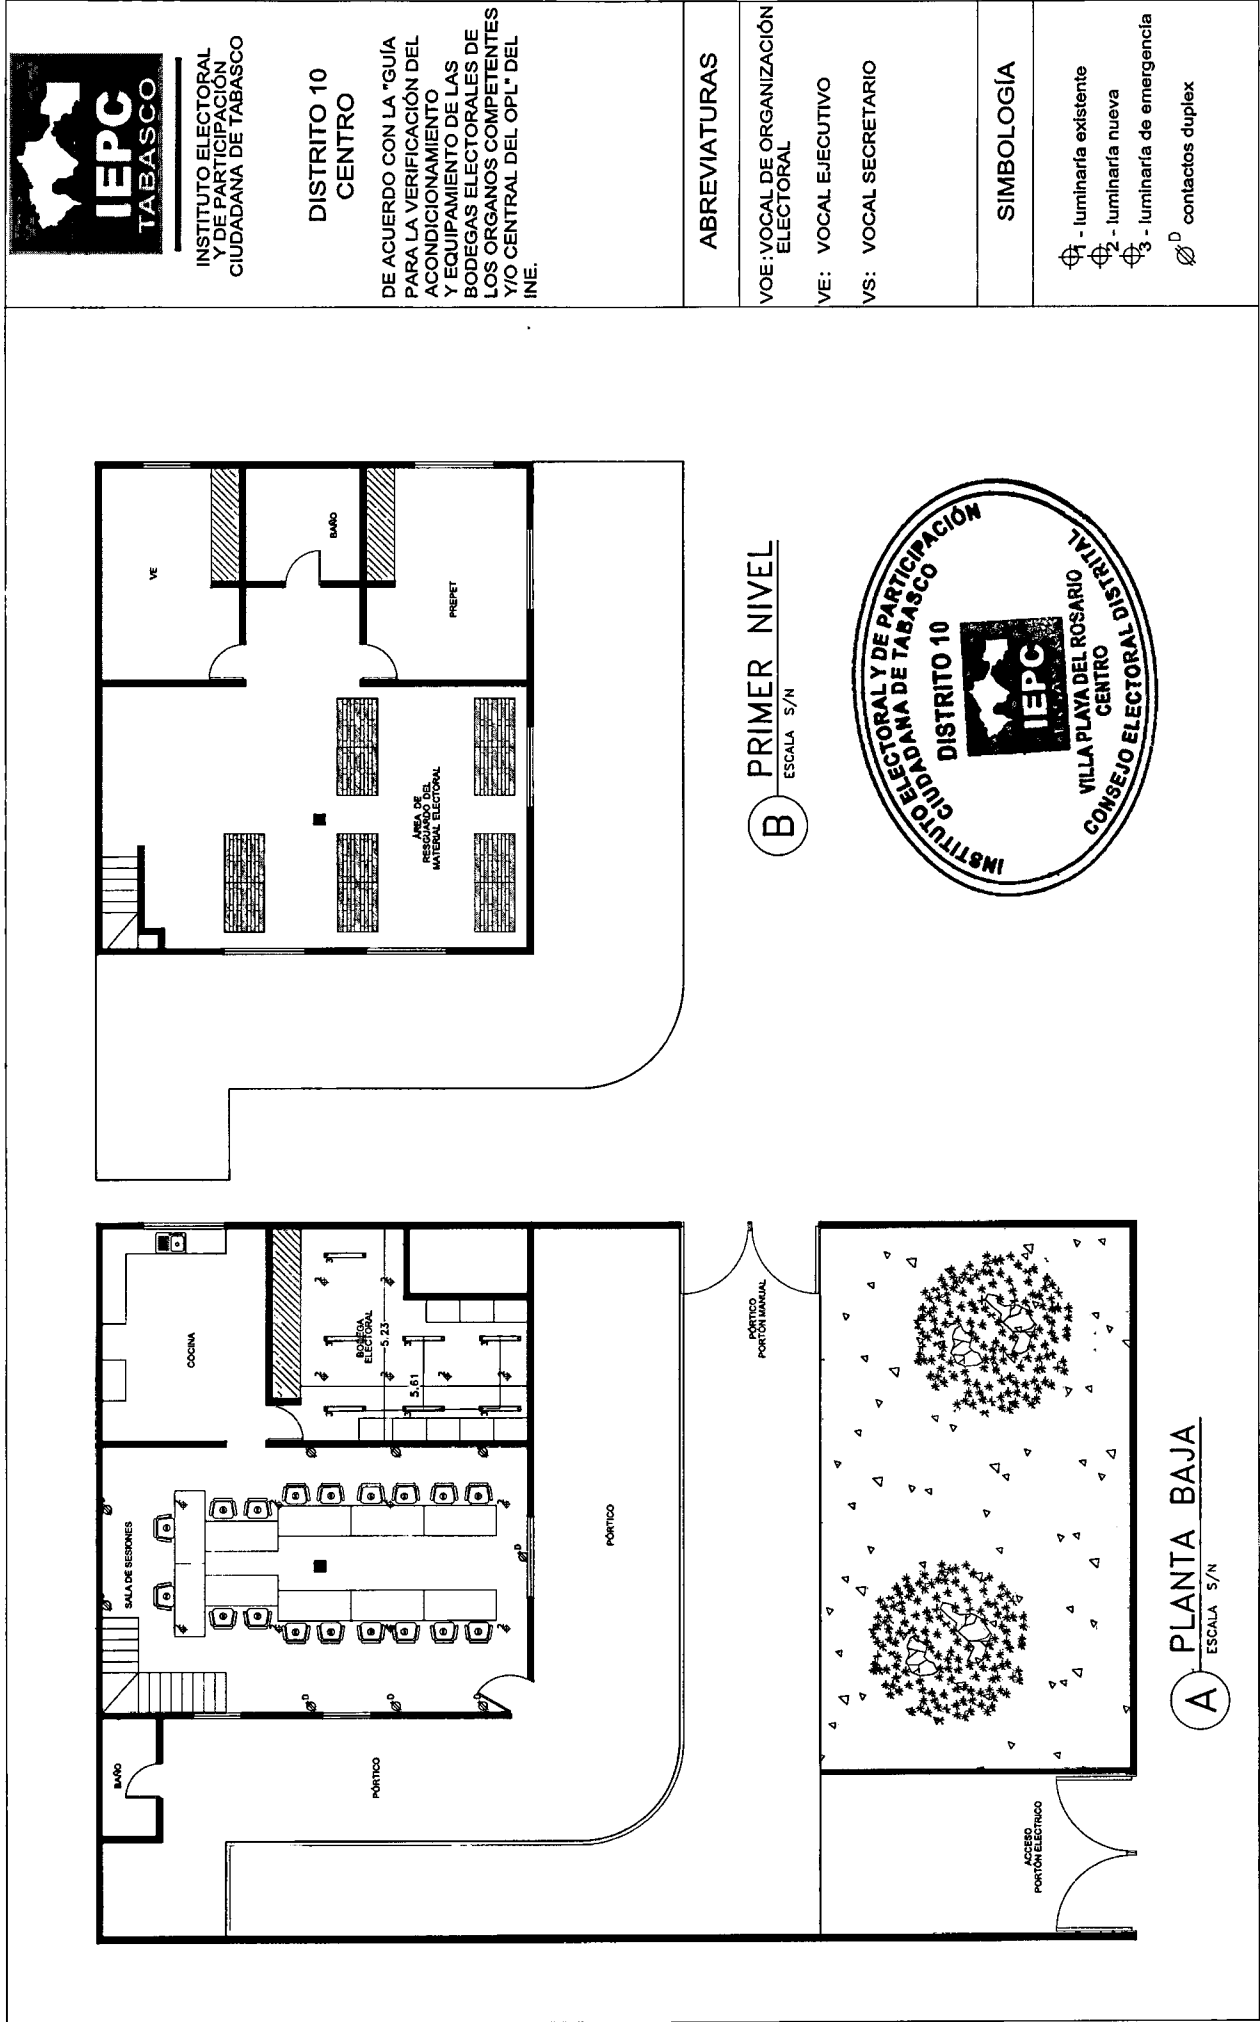 IEPC
TABASCO
INSTITUTO ELECTORAL
Y DE PARTICIPACIÓN
CIUDADANA DE TABASCO
DISTRITO 10
CENTRO
DE ACUERDO CON LA "GUÍA
PARA LA VERIFICACIÓN DEL
ACONDICIONAMIENTO
Y EQUIPAMIENTO DE LAS
BODEGAS ELECTORALES DE
LOS ORGANOS COMPETENTES
Y/O CENTRAL DEL OPL" DEL
INE.
ABREVIATURAS
VOE: VOCAL DE ORGANIZACIÓN
ELECTORAL
VE: VOCAL EJECUTIVO
VS: VOCAL SECRETARIO
SIMBOLOGÍA
1 - luminaria existente
2 - luminaria nueva
3 - luminaria de emergencia
D contactos duplex
VE
BAÑO
PREPET
ÁREA DE
RESGUARDO DEL
MATERIAL ELECTORAL
B PRIMER NIVEL
ESCALA S/N
INSTITUTO ELECTORAL Y DE PARTICIPACIÓN
CIUDADANA DE TABASCO
DISTRITO 10
IEPC
VILLA PLAYA DEL ROSARIO
CENTRO
CONSEJO ELECTORAL DISTRITAL
COCINA
BODEGA
ELECTORAL
5.23
5.61
SALA DE SESIONES
BAÑO
PÓRTICO
PÓRTICO
PÓRTICO
PORTÓN MANUAL
ACCESO
PORTÓN ELÉCTRICO
A PLANTA BAJA
ESCALA S/N